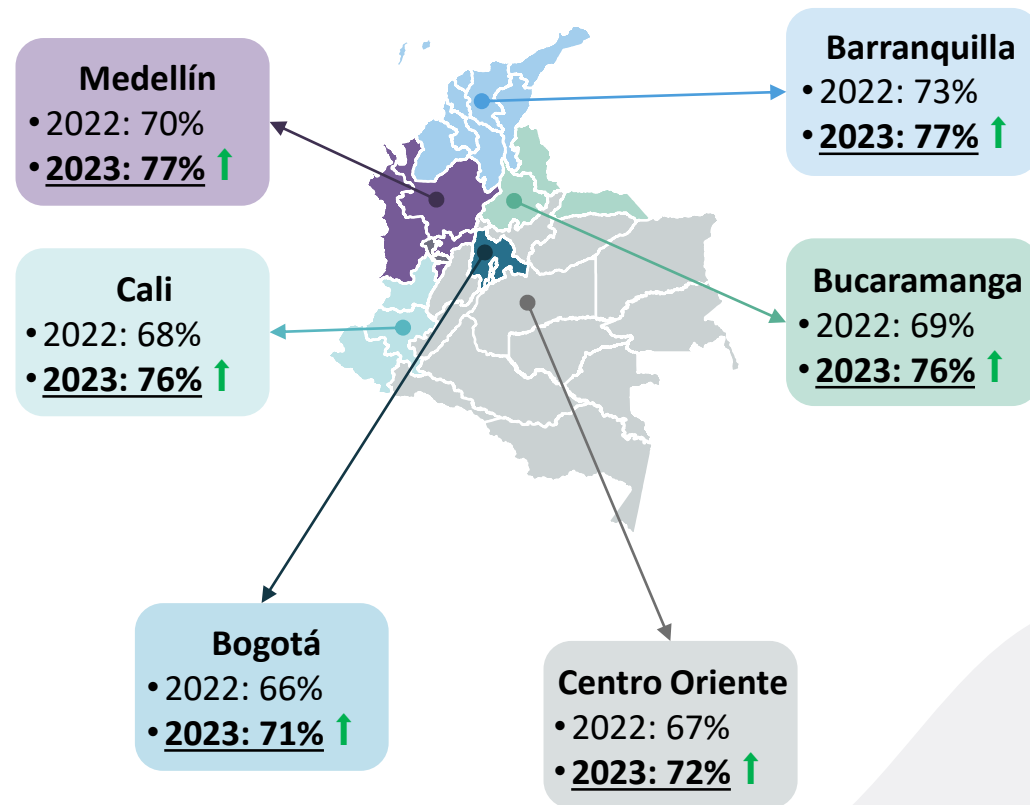 Medellín
• 2022: 70%
• 2023: 77%
Barranquilla
• 2022: 73%
• 2023: 77%
Cali
• 2022: 68%
• 2023: 76%
Bucaramanga
• 2022: 69%
• 2023: 76%
Bogotá
• 2022: 66%
• 2023: 71%
Centro Oriente
• 2022: 67%
• 2023: 72%